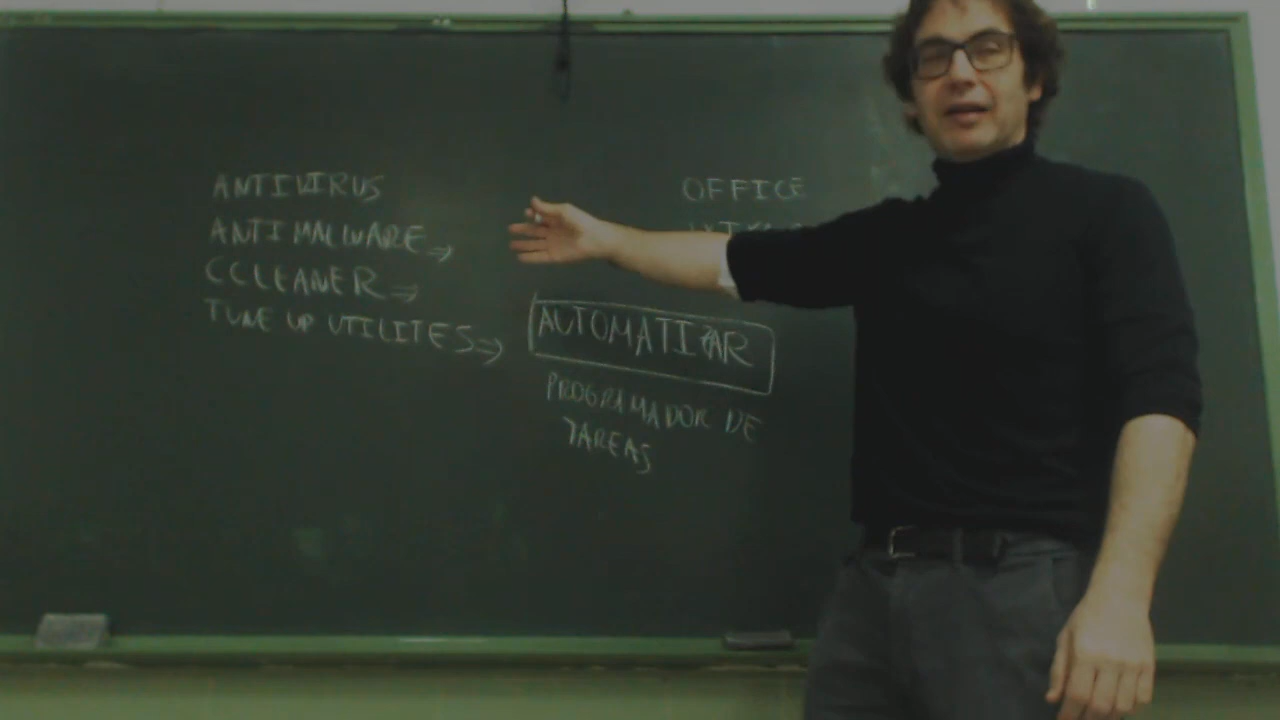 ANTIVIRUS
ANTIMALWARE ⇒
CCLEANER ⇒
TUNE UP UTILITES ⇒
OFFICE
AUTOMATIZAR
PROGRAMADOR DE
TAREAS